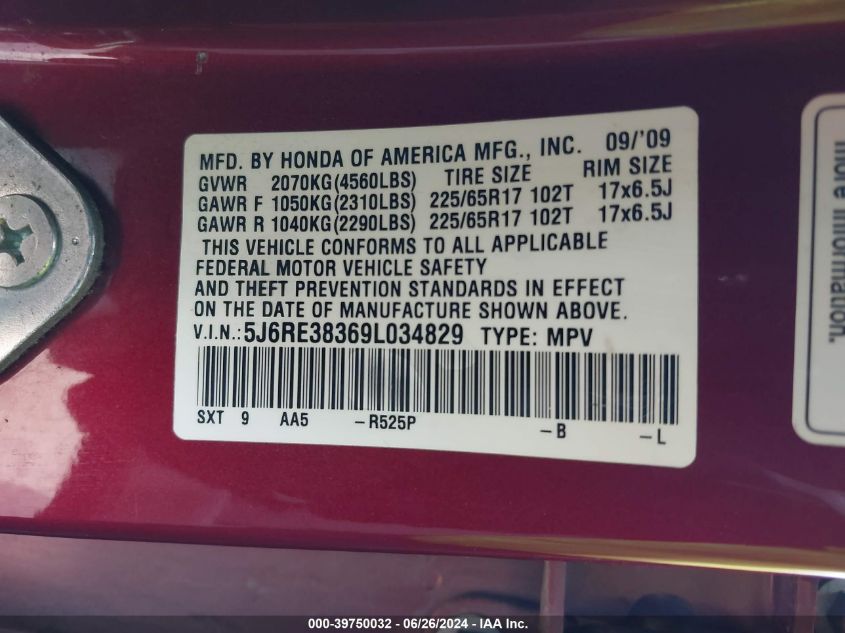 MFD. BY HONDA OF AMERICA MFG., INC. 09/'09
GVWR 2070KG(4560LBS) TIRE SIZE RIM SIZE
GAWR F 1050KG(2310LBS) 225/65R17 102T 17x6.5J
GAWR R 1040KG(2290LBS) 225/65R17 102T 17x6.5J
THIS VEHICLE CONFORMS TO ALL APPLICABLE
FEDERAL MOTOR VEHICLE SAFETY
AND THEFT PREVENTION STANDARDS IN EFFECT
ON THE DATE OF MANUFACTURE SHOWN ABOVE.
V.I.N.: 5J6RE38369L034829 TYPE: MPV
SXT 9 AA5 -R525P -B -L
more information.
000-39750032 - 06/26/2024 - IAA Inc.